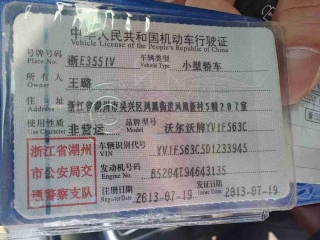 中华人民共和国机动车行驶证
Vehicle License of the People's Republic of China
号牌号码 浙E355IV 车辆类型 小型轿车
Plate No. Vehicle Type
所有人 王璐
Owner
住址
Address
使用性质 非营运 品牌型号 沃尔沃牌YV1FS63C
Use Character
浙江省湖州 车辆识别代号 YV1FS63C5D1233945
VIN
市公安局交 发动机号码 B5204T94643135
Engine No.
通警察支队 注册日期 2013-07-19 发证日期 2013-07-19
Register Date Issue Date